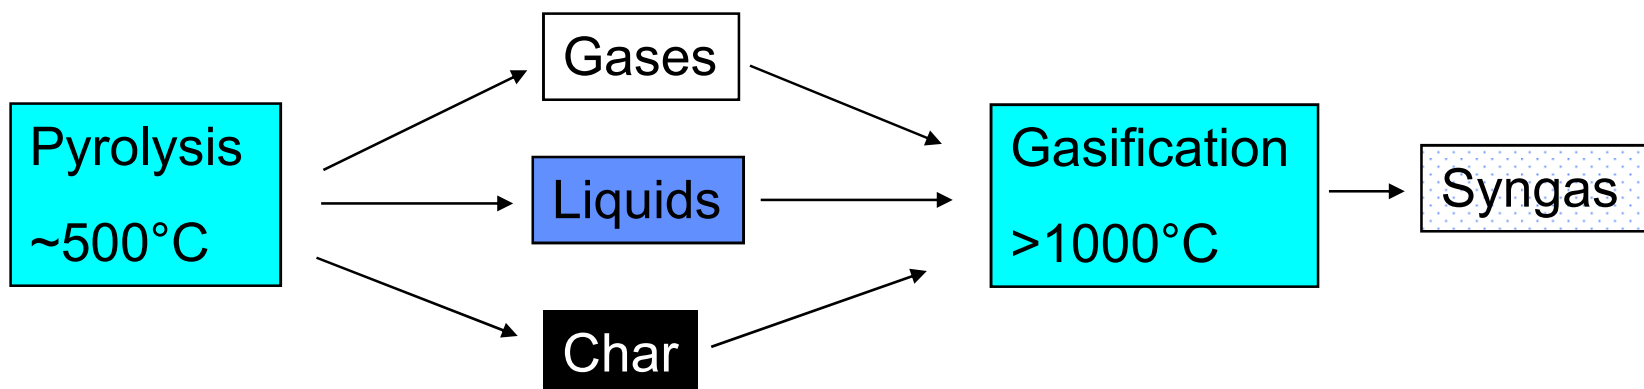 Gases
Pyrolysis
~500°C
Liquids
Char
Gasification
>1000°C
Syngas